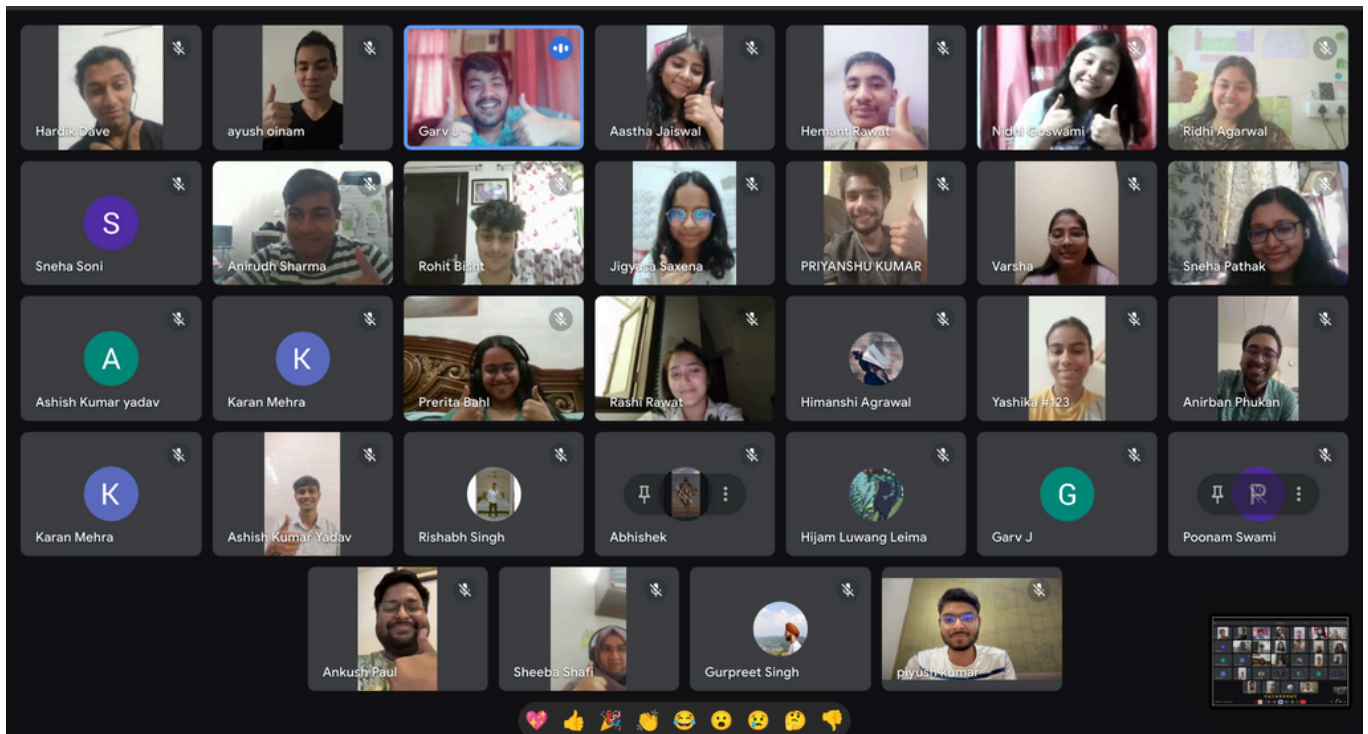 Hardik Dave
ayush oinam
Garv J
Aastha Jaiswal
Hemant Rawat
Nidhi Goswami
Ridhi Agarwal
S
Sneha Soni
Anirudh Sharma
Rohit Bisht
Jigyasa Saxena
PRIYANSHU KUMAR
Varsha
Sneha Pathak
A
Ashish Kumar yadav
K
Karan Mehra
Prerita Bahl
Rashi Rawat
Himanshi Agrawal
Yashika #123
Anirban Phukan
K
Karan Mehra
Ashish Kumar Yadav
Rishabh Singh
Abhishek
Hijam Luwang Leima
G
Garv J
Poonam Swami
Ankush Paul
Sheeba Shafi
Gurpreet Singh
piyush kumar